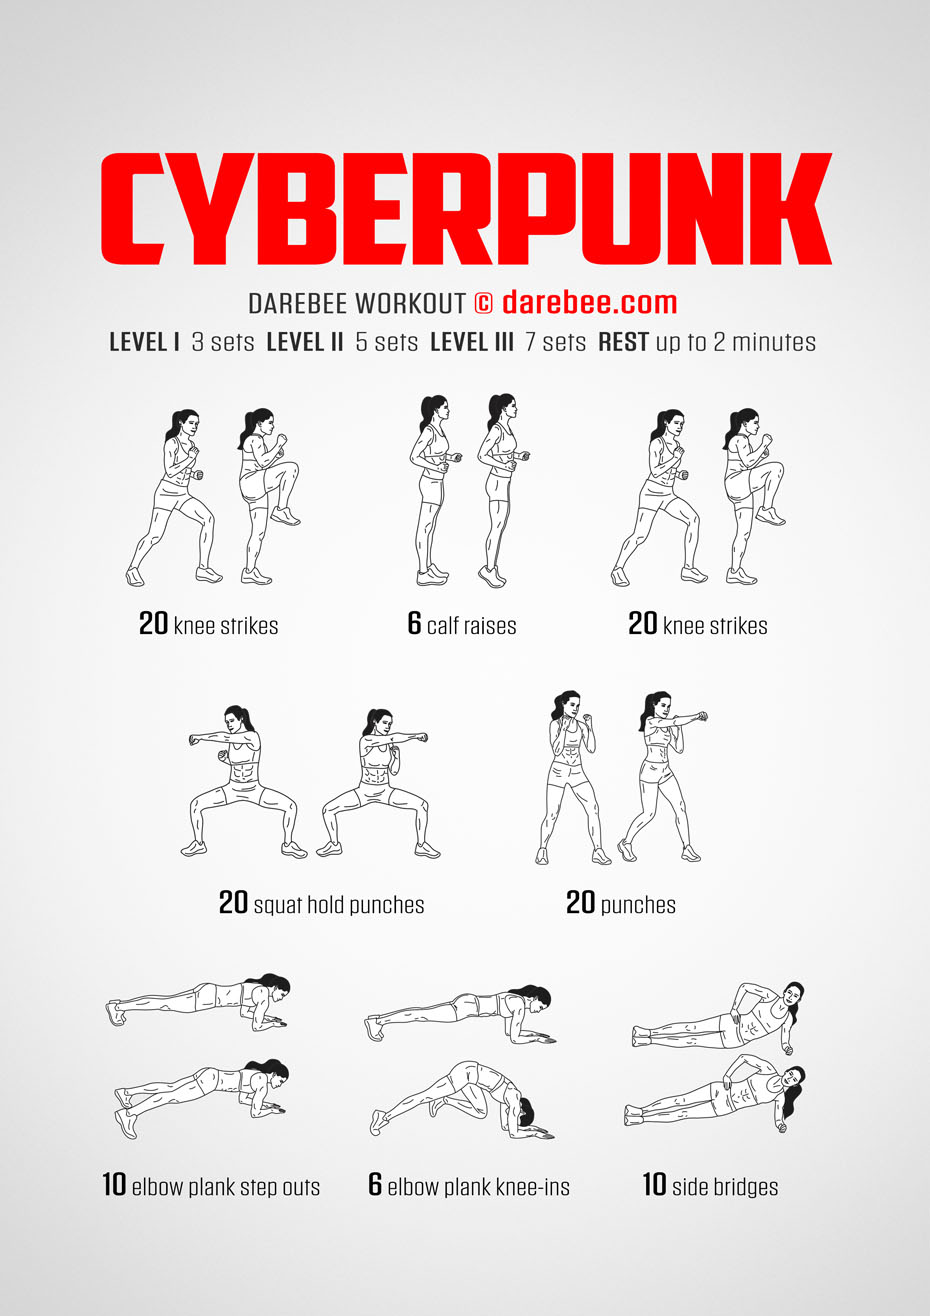 CYBERPUNK
DAREBEE WORKOUT © darebee.com
LEVEL I 3 sets LEVEL II 5 sets LEVEL III 7 sets REST up to 2 minutes
20 knee strikes
6 calf raises
20 knee strikes
20 squat hold punches
20 punches
10 elbow plank step outs
6 elbow plank knee-ins
10 side bridges